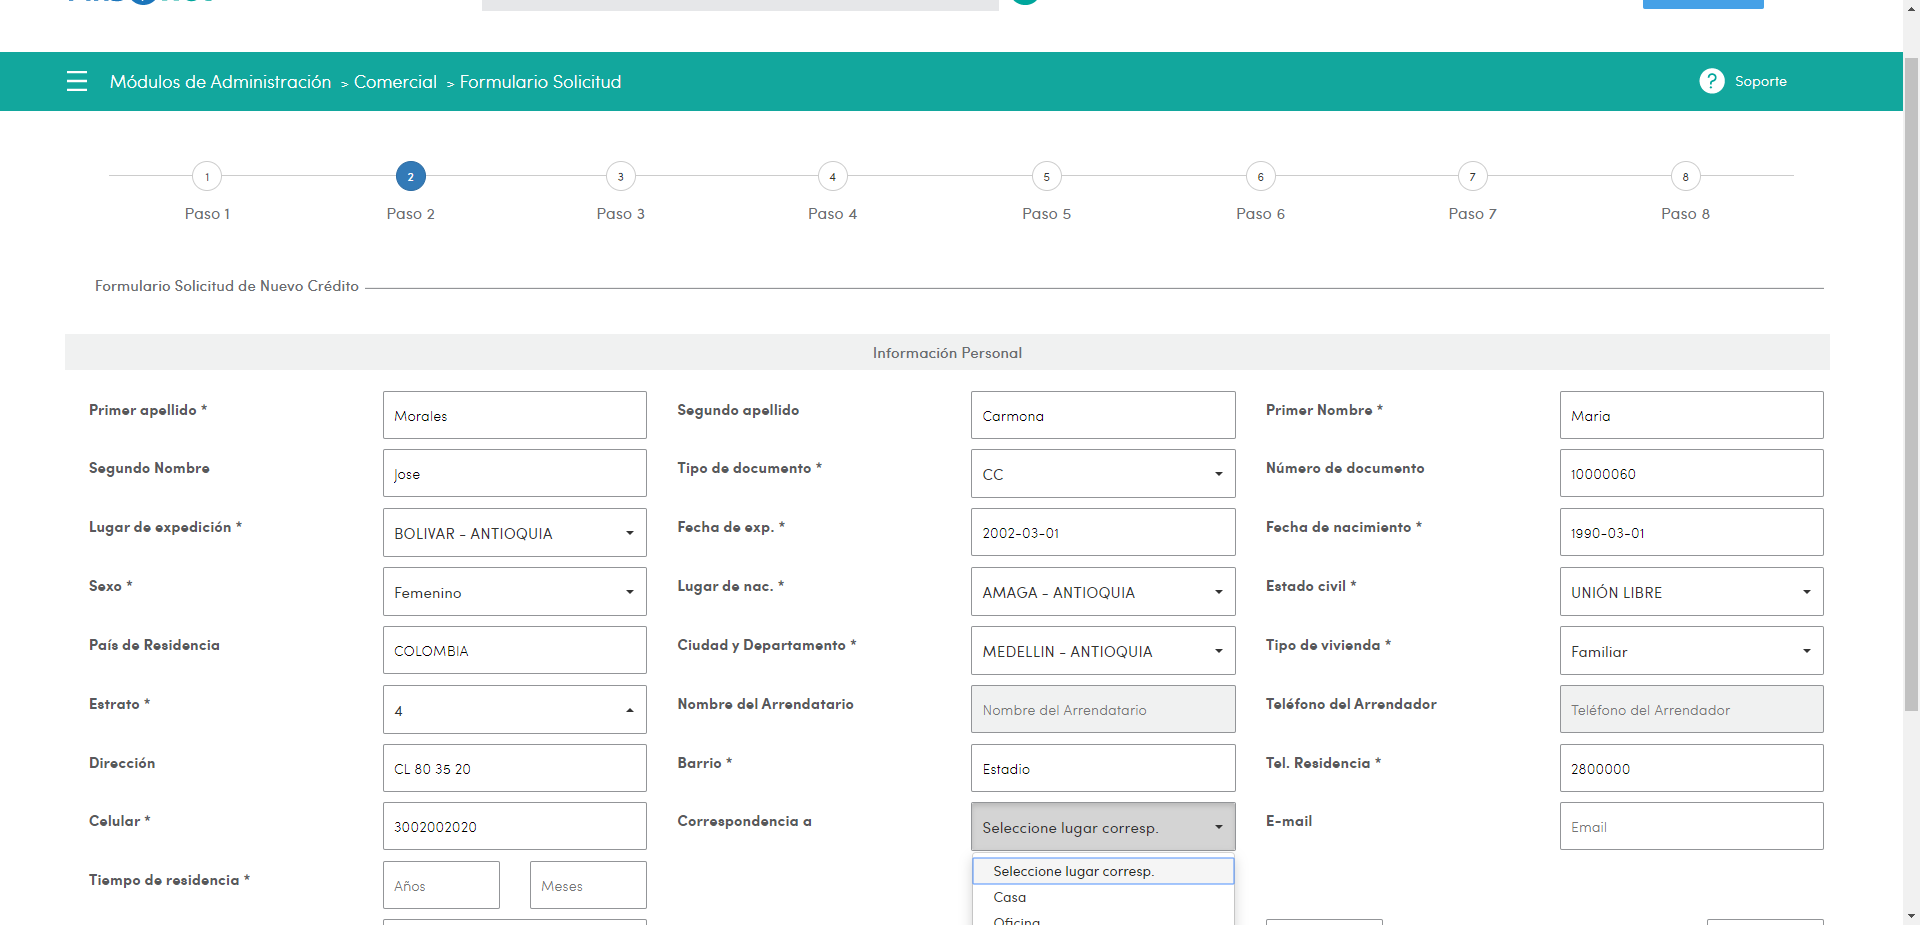 Módulos de Administración > Comercial > Formulario Solicitud
? Soporte
1 2 3 4 5 6 7 8
Paso 1 Paso 2 Paso 3 Paso 4 Paso 5 Paso 6 Paso 7 Paso 8
Formulario Solicitud de Nuevo Crédito
Información Personal
Primer apellido * Morales Segundo apellido Carmona Primer Nombre * Maria
Segundo Nombre Jose Tipo de documento * CC Número de documento 10000060
Lugar de expedición * BOLIVAR - ANTIOQUIA Fecha de exp. * 2002-03-01 Fecha de nacimiento * 1990-03-01
Sexo * Femenino Lugar de nac. * AMAGA - ANTIOQUIA Estado civil * UNIÓN LIBRE
País de Residencia COLOMBIA Ciudad y Departamento * MEDELLIN - ANTIOQUIA Tipo de vivienda * Familiar
Estrato * 4 Nombre del Arrendatario Nombre del Arrendatario Teléfono del Arrendador Teléfono del Arrendador
Dirección CL 80 35 20 Barrio * Estadio Tel. Residencia * 2800000
Celular * 3002002020 Correspondencia a Seleccione lugar corresp. E-mail Email
Seleccione lugar corresp.
Tiempo de residencia * Años Meses
Casa
Oficina